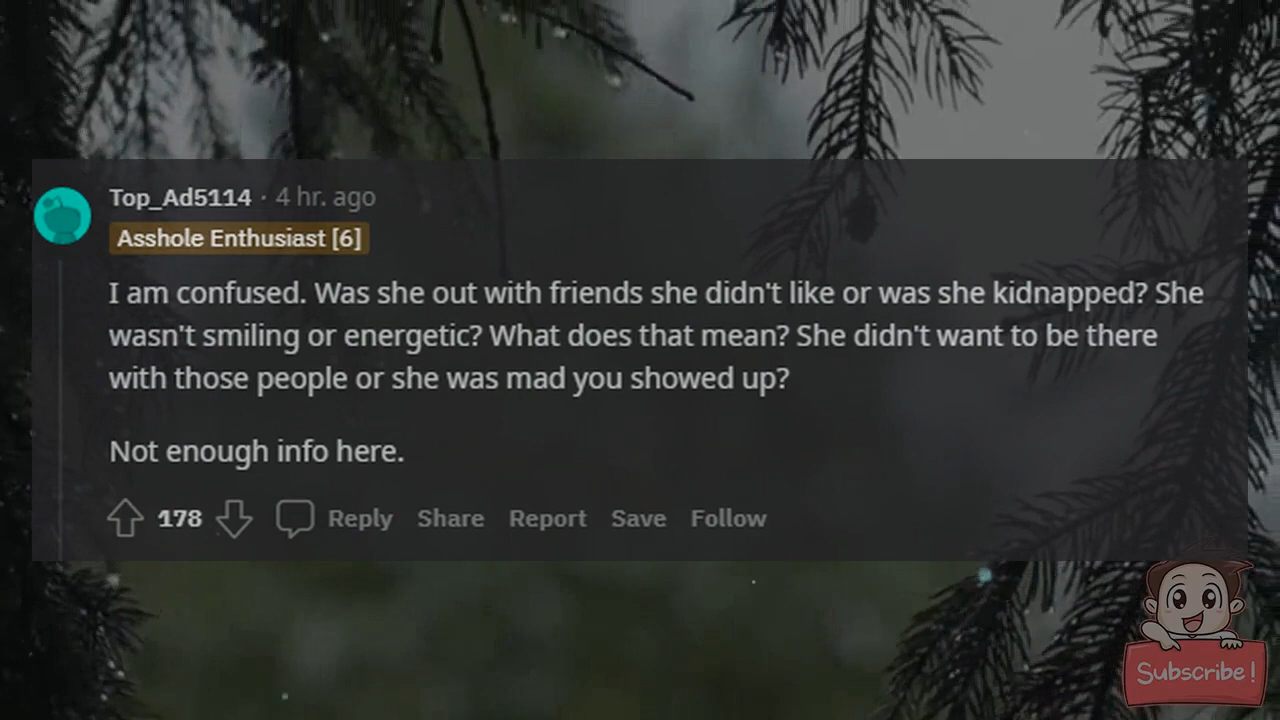 Top_Ad5114 · 4 hr. ago
Asshole Enthusiast [6]
I am confused. Was she out with friends she didn't like or was she kidnapped? She
wasn't smiling or energetic? What does that mean? She didn't want to be there
with those people or she was mad you showed up?
Not enough info here.
178 Reply Share Report Save Follow
Subscribe!